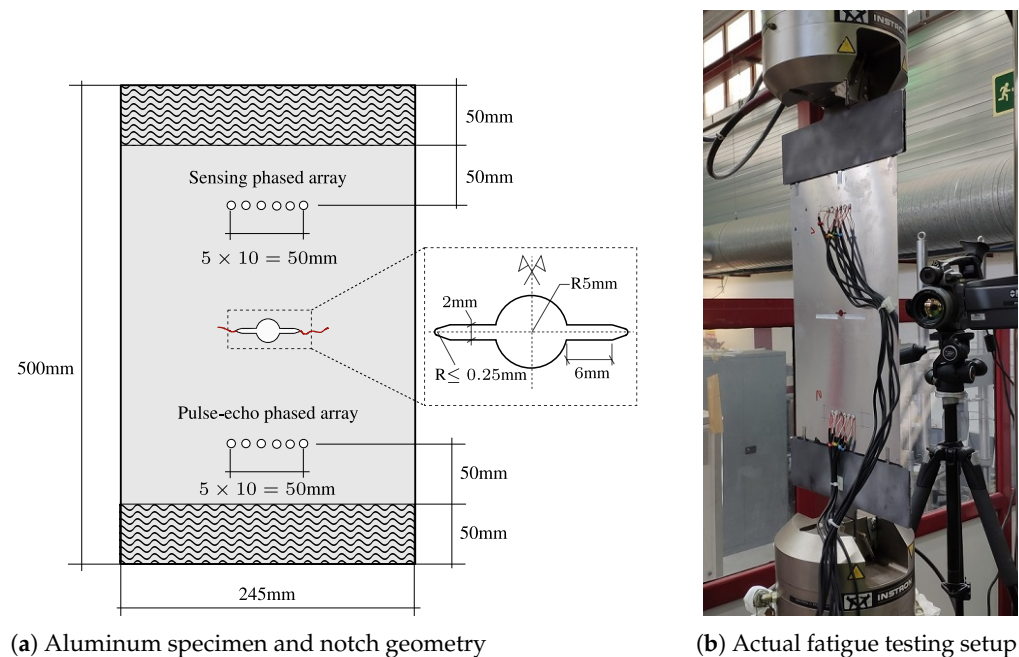 50mm
Sensing phased array
50mm
5 × 10 = 50mm
R5mm
2mm
R≤ 0.25mm
6mm
500mm
Pulse-echo phased array
50mm
5 × 10 = 50mm
50mm
245mm
INSTRON
INSTRON
(a) Aluminum specimen and notch geometry
(b) Actual fatigue testing setup